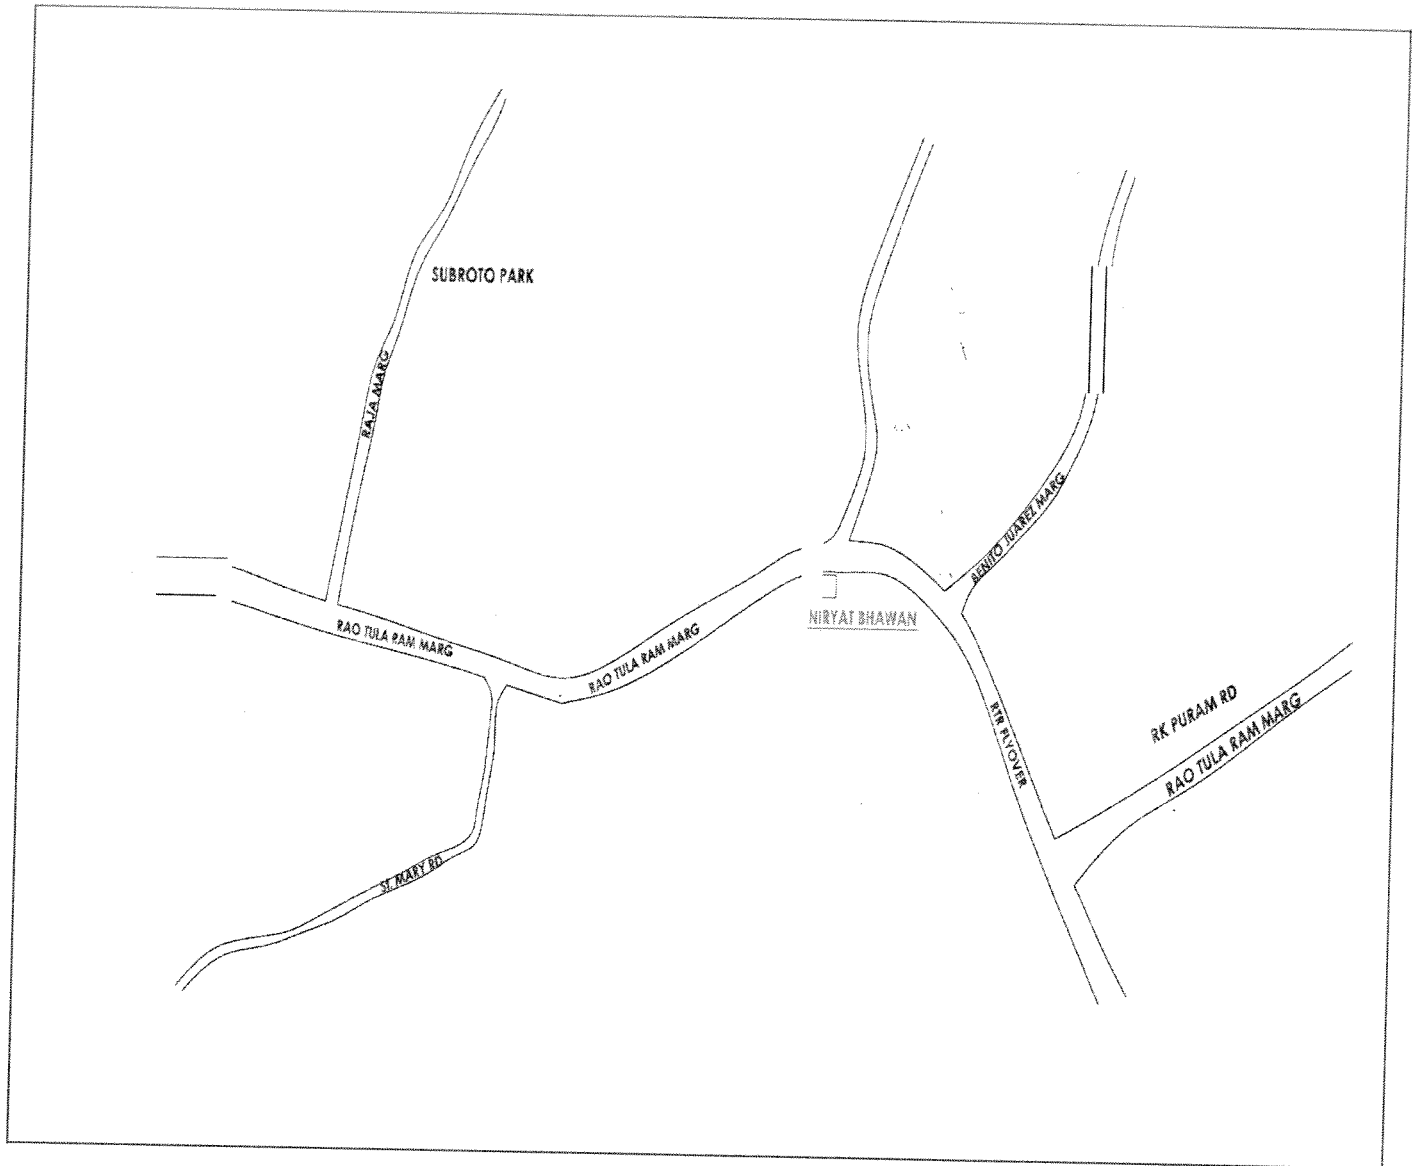 SUBROTO PARK
RAJA MARG
BENITO JUAREZ MARG
NIRYAT BHAWAN
RAO TULA RAM MARG
RAO TULA RAM MARG
RTR FLYOVER
RK PURAM RD
RAO TULA RAM MARG
ST. MARY RD